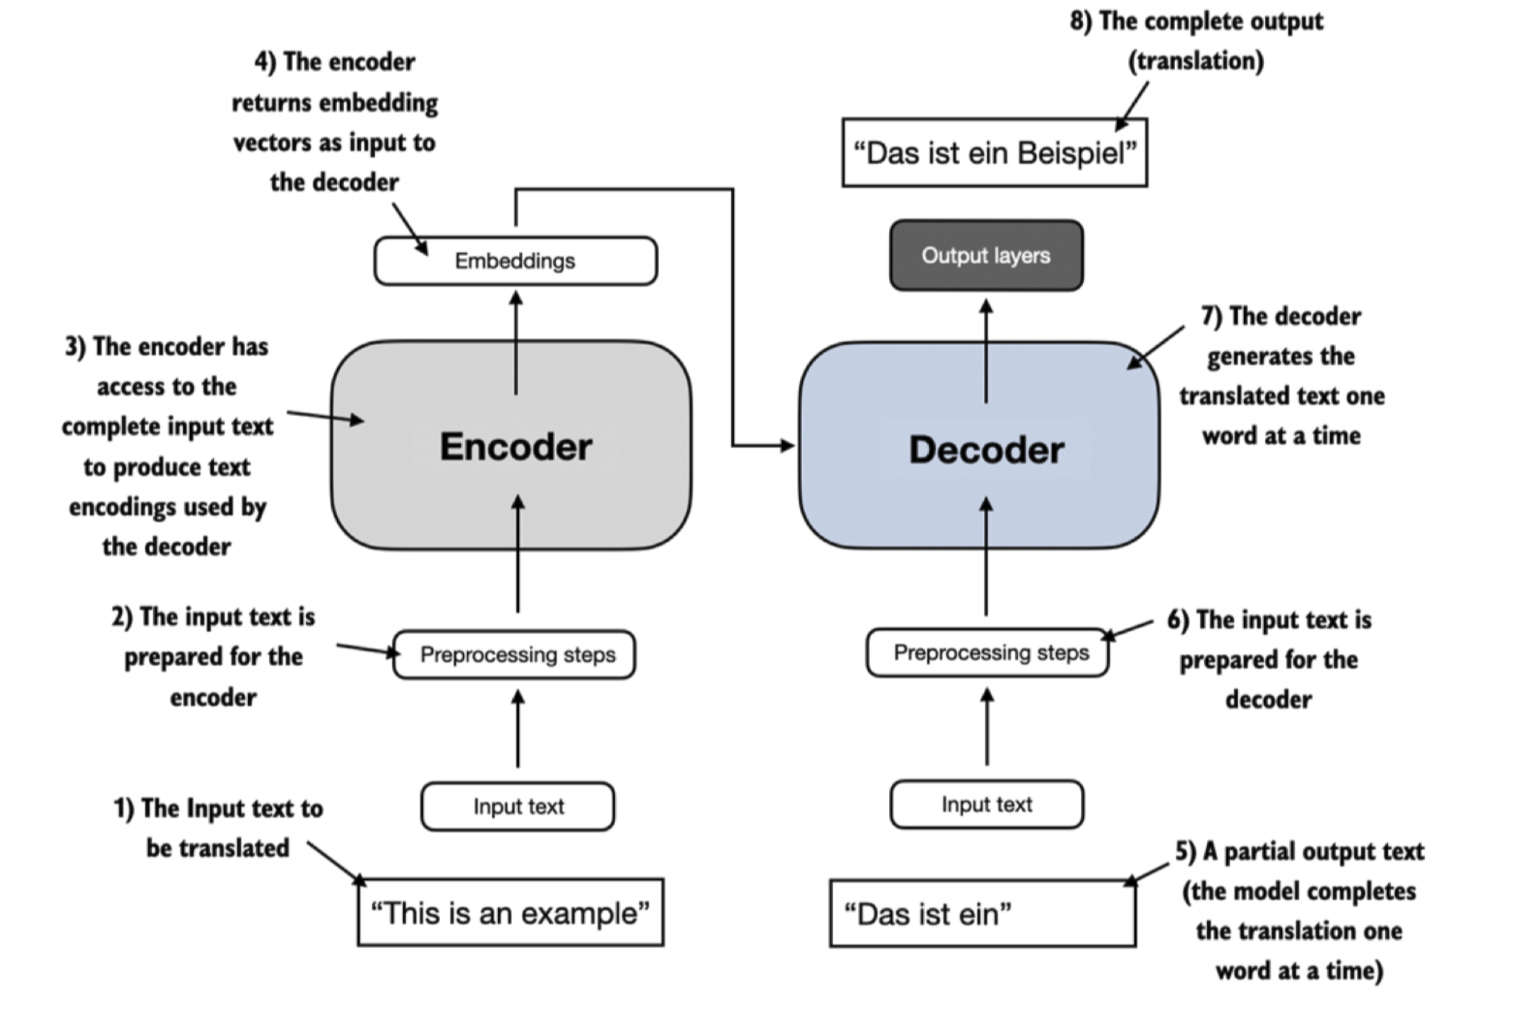 8) The complete output
(translation)
4) The encoder
returns embedding
vectors as input to
the decoder
“Das ist ein Beispiel”
Embeddings
Output layers
3) The encoder has
access to the
complete input text
to produce text
encodings used by
the decoder
Encoder
Decoder
7) The decoder
generates the
translated text one
word at a time
2) The input text is
prepared for the
encoder
Preprocessing steps
Preprocessing steps
6) The input text is
prepared for the
decoder
1) The Input text to
be translated
Input text
Input text
“This is an example”
“Das ist ein”
5) A partial output text
(the model completes
the translation one
word at a time)